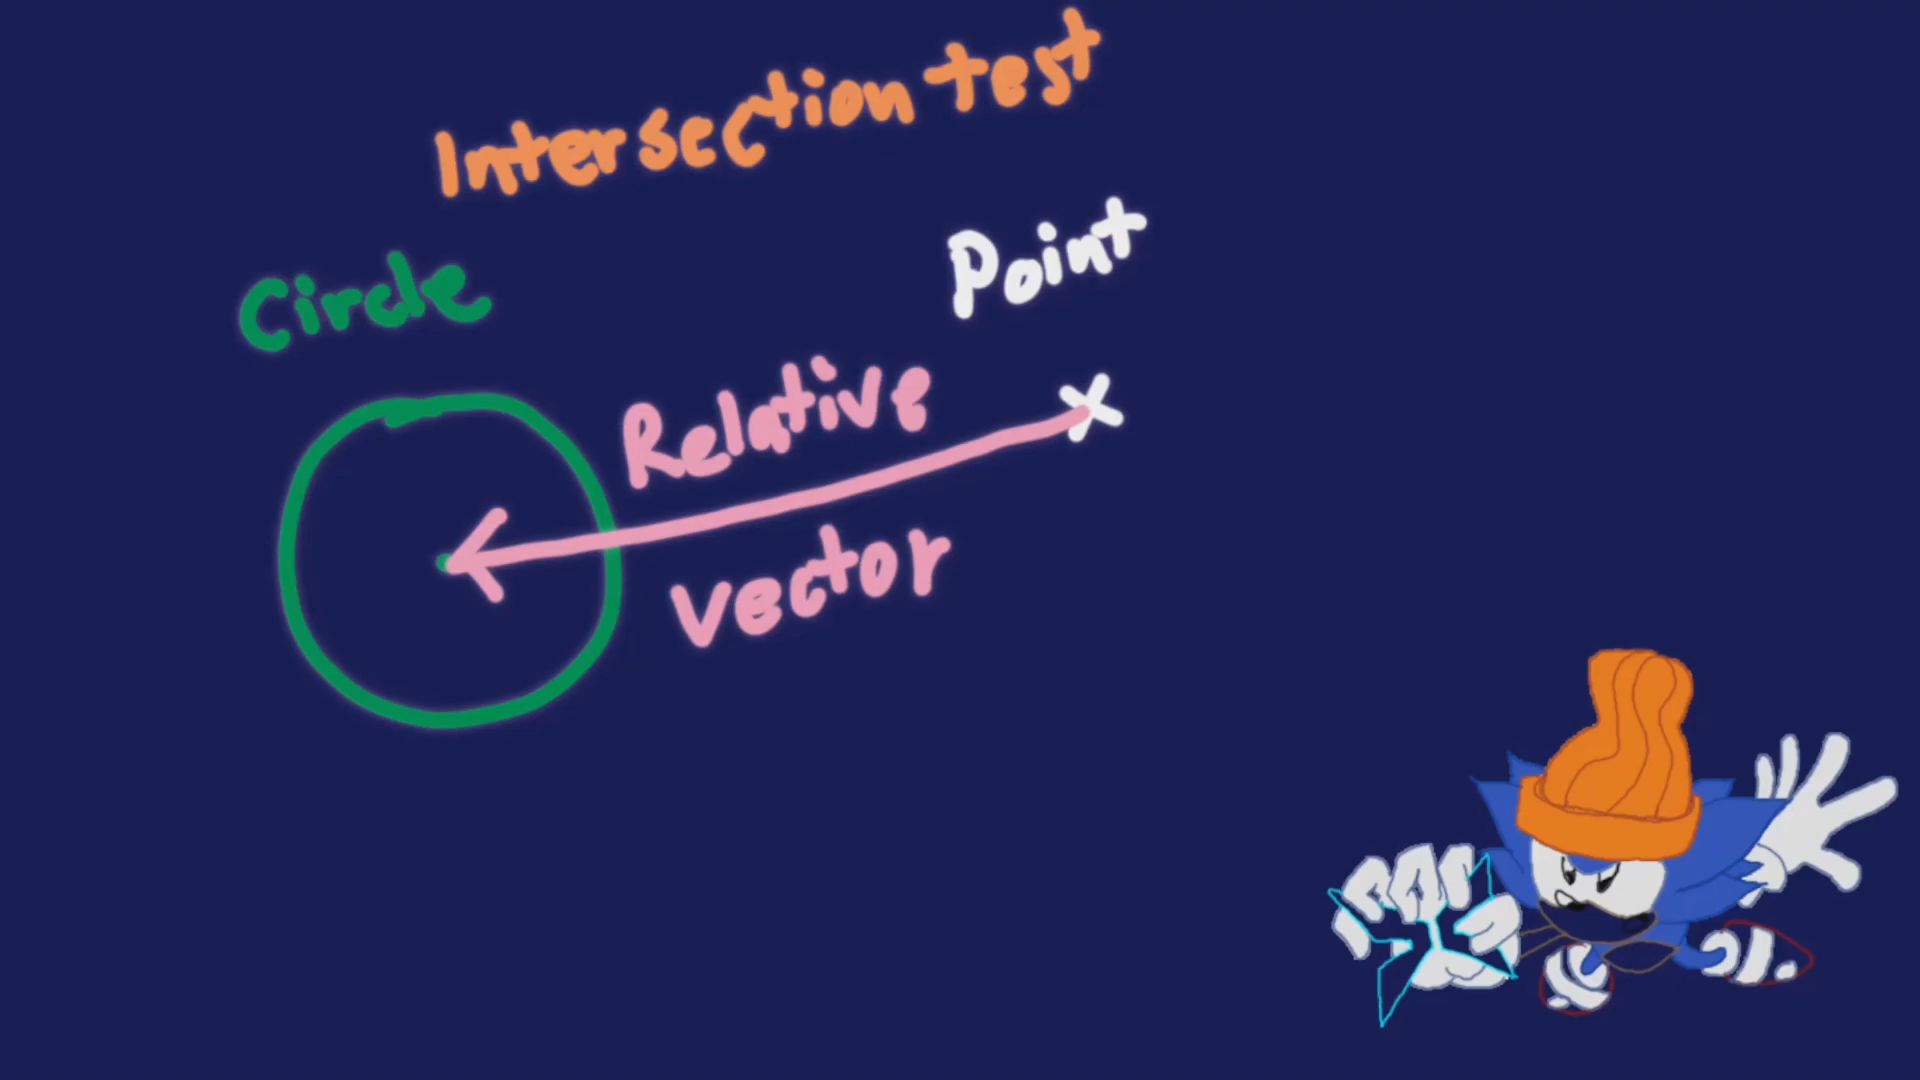 Intersection test
Circle
Point
Relative
vector